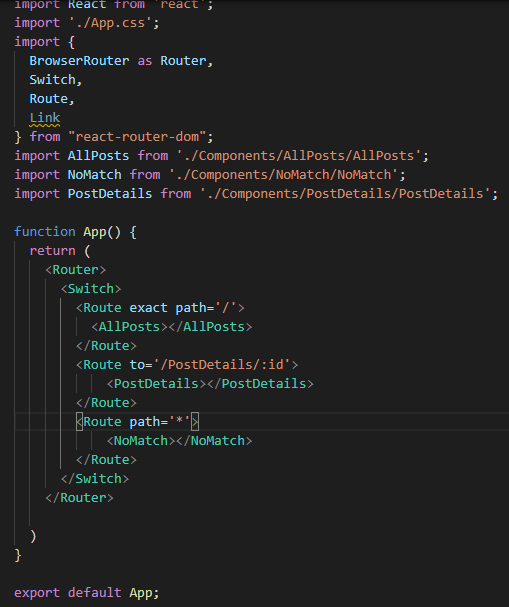 import React from 'react';
import './App.css';
import {
  BrowserRouter as Router,
  Switch,
  Route,
  Link
} from "react-router-dom";
import AllPosts from './Components/AllPosts/AllPosts';
import NoMatch from './Components/NoMatch/NoMatch';
import PostDetails from './Components/PostDetails/PostDetails';

function App() {
  return (
    <Router>
      <Switch>
        <Route exact path='/'>
          <AllPosts></AllPosts>
        </Route>
        <Route to='/PostDetails/:id'>
            <PostDetails></PostDetails>
        </Route>
        <Route path='*'>
            <NoMatch></NoMatch>
        </Route>
      </Switch>
    </Router>

  )
}

export default App;